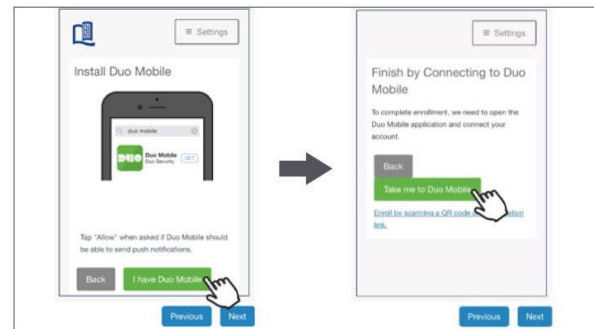 ≡ Settings
Install Duo Mobile
duo mobile
DUO
Duo Mobile
Duo Security
GET
Tap "Allow" when asked if Duo Mobile should
be able to send push notifications.
Back
I have Duo Mobile
Previous
Next
≡ Settings
Finish by Connecting to Duo
Mobile
To complete enrollment, we need to open the
Duo Mobile application and connect your
account.
Back
Take me to Duo Mobile
Enroll by scanning a QR code
link.
Previous
Next